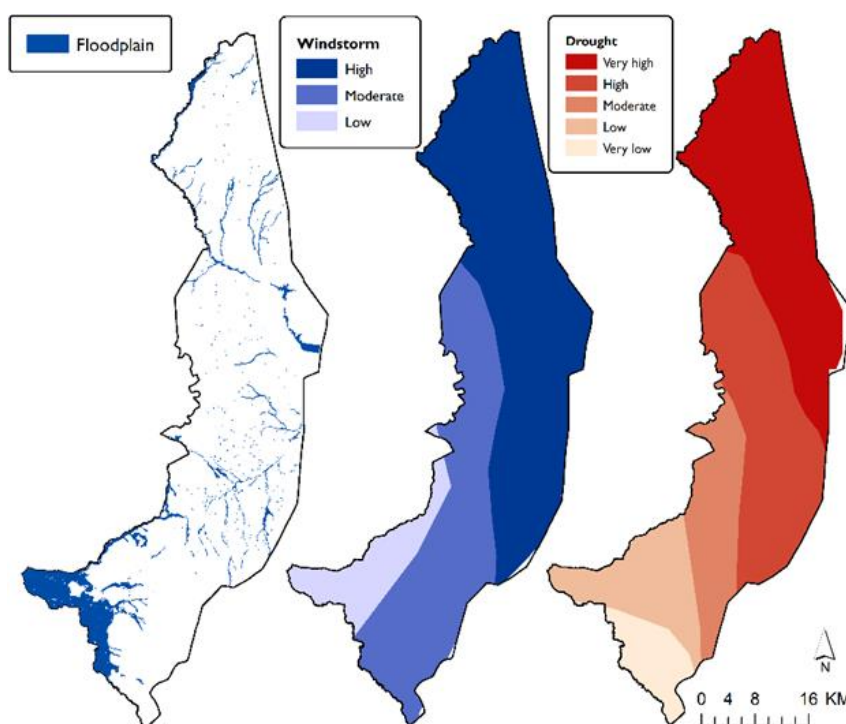 Floodplain
Windstorm
High
Moderate
Low
Drought
Very high
High
Moderate
Low
Very low
N
0 4 8 16 KM